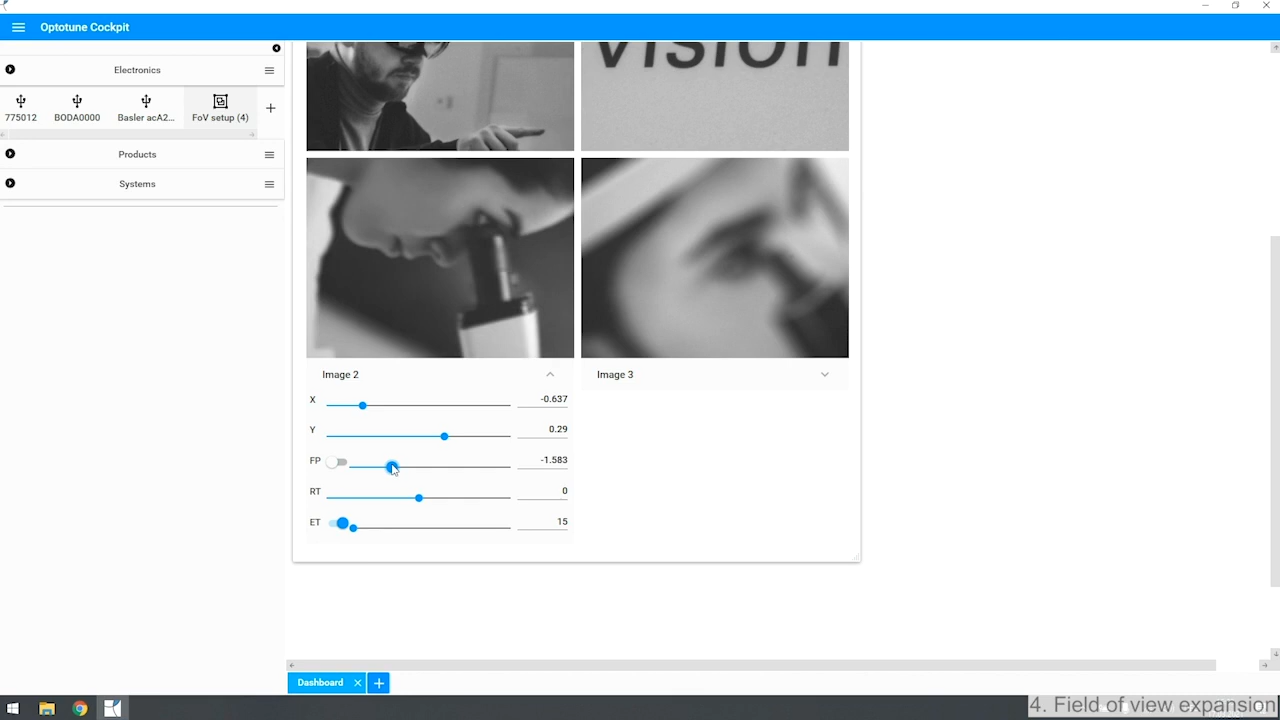 Optotune Cockpit
Electronics
775012
BODA0000
Basler acA2...
FoV setup (4)
Products
Systems
VISION
Image 2
Image 3
X
-0.637
Y
0.29
FP
-1.583
RT
0
ET
15
Dashboard
4. Field of view expansion